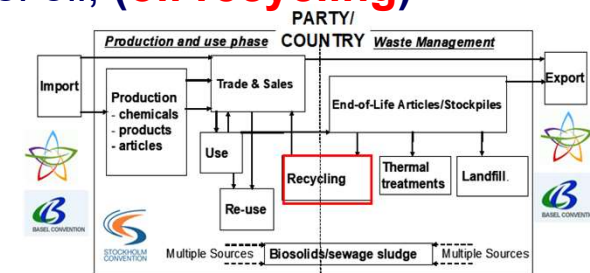 (oil recycling)
PARTY/
COUNTRY
Production and use phase
Waste Management
Import
Trade & Sales
Export
Production
- chemicals
- products
- articles
End-of-Life Articles/Stockpiles
Use
Recycling
Thermal
treatments
Landfill.
Re-use
BASEL CONVENTION
STOCKHOLM
CONVENTION
BASEL CONVENTION
Multiple Sources
Biosolids/sewage sludge
Multiple Sources